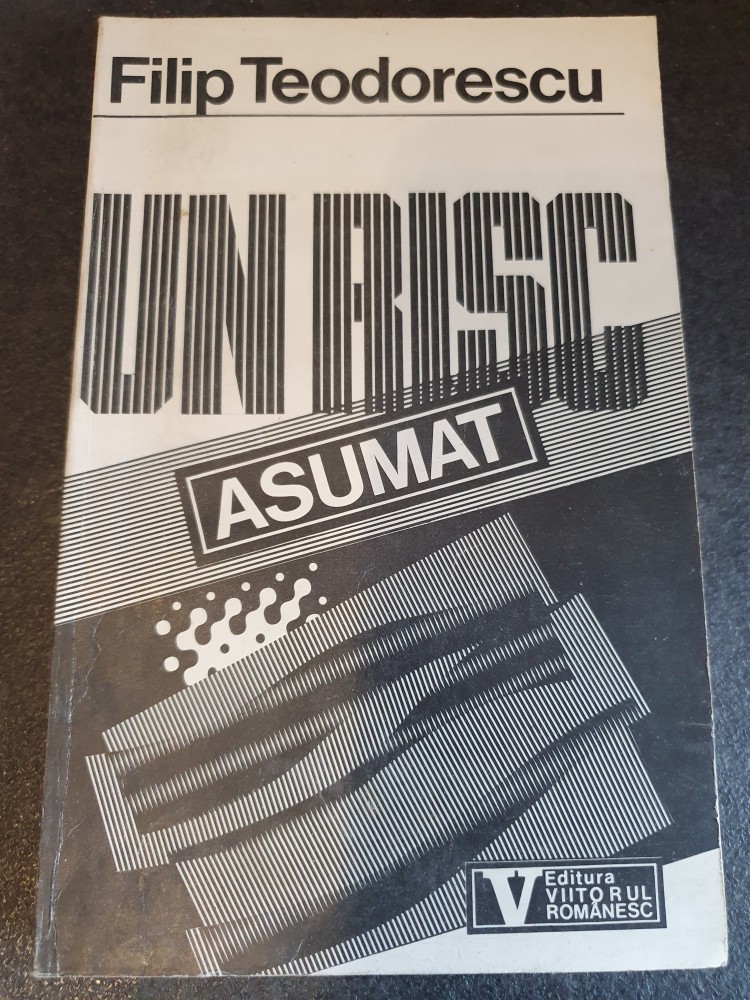 Filip Teodorescu
UN RISC
ASUMAT
V
Editura
VIITORUL
ROMÂNESC